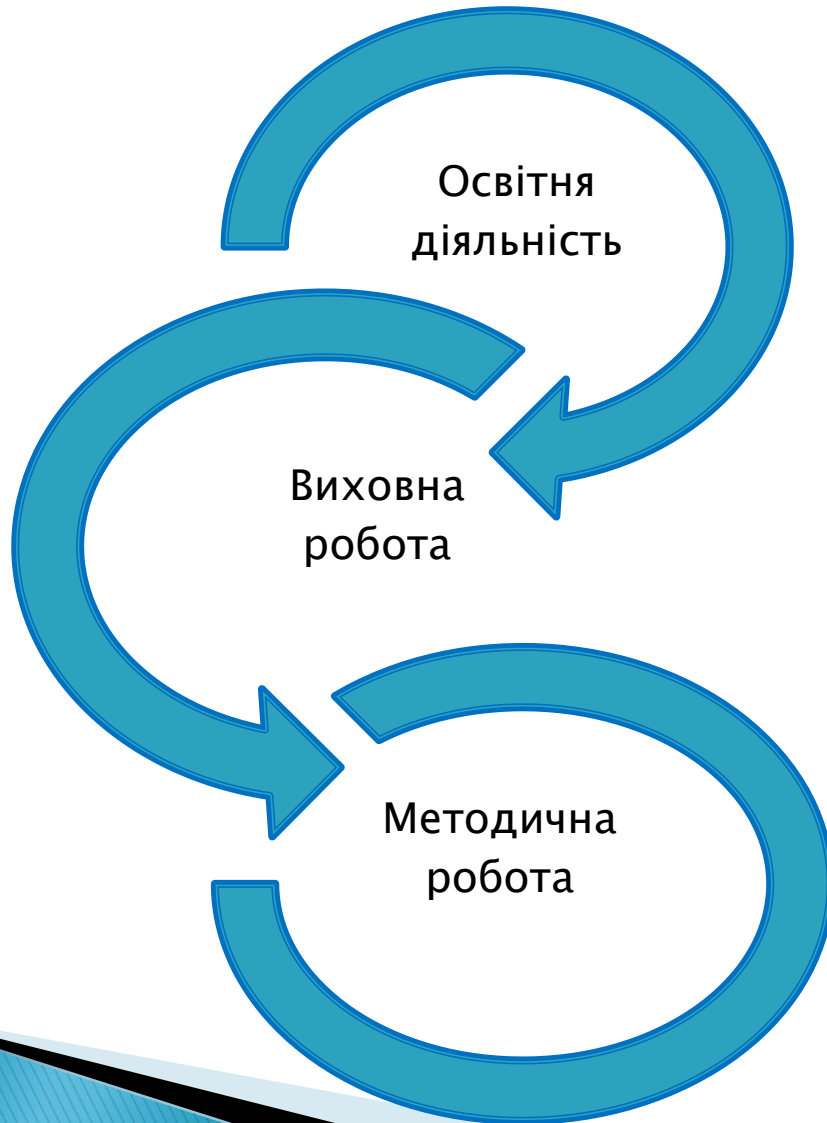 Освітня
діяльність
Виховна
робота
Методична
робота